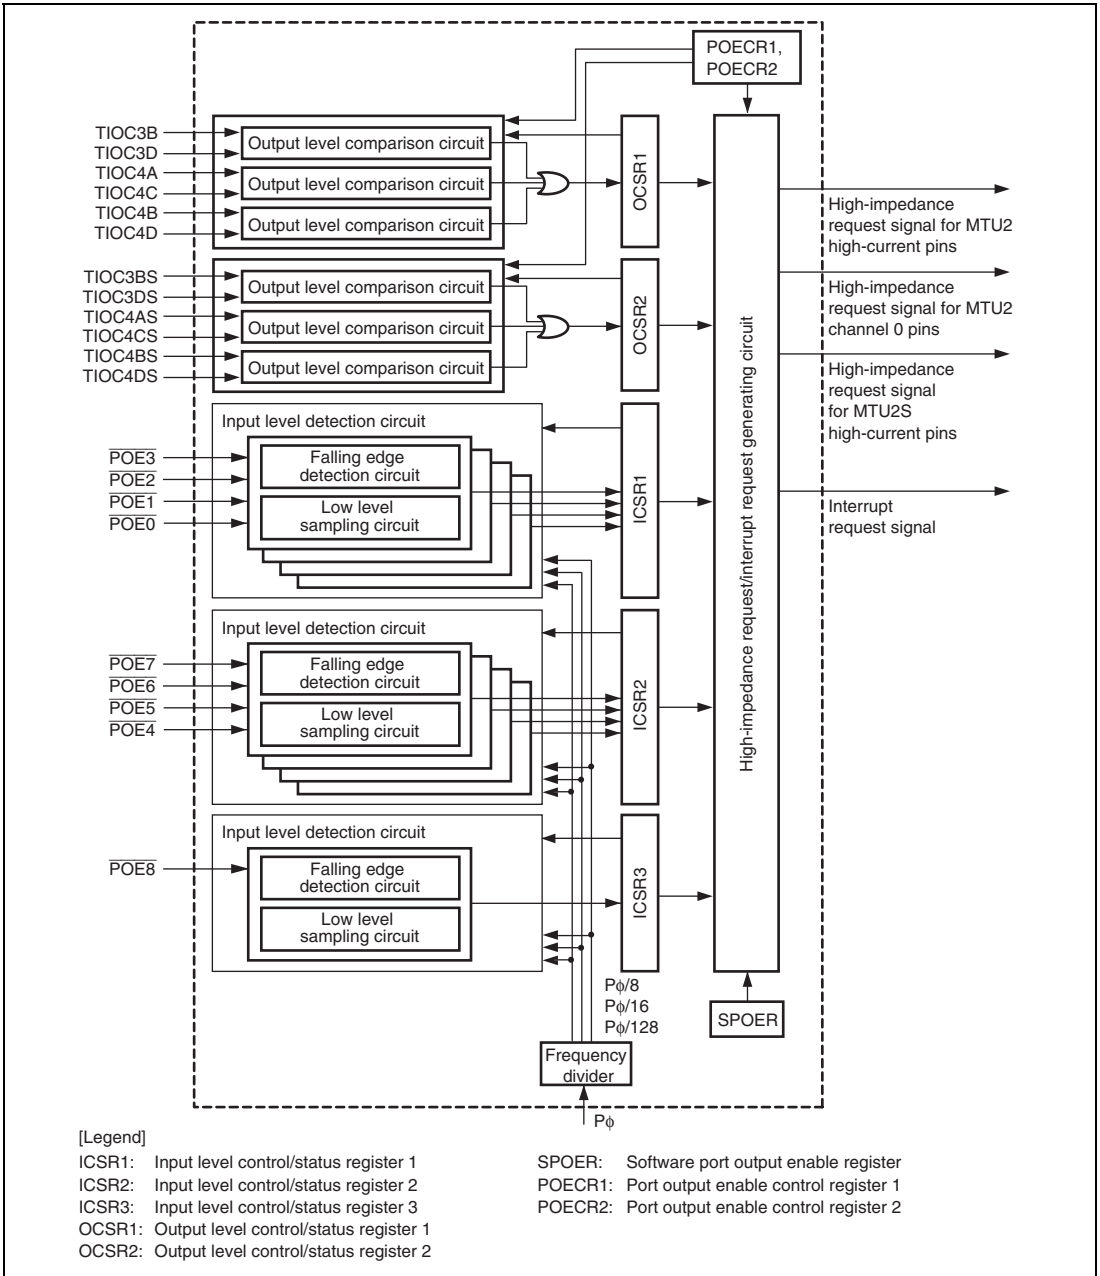 POECR1,
POECR2
TIOC3B
TIOC3D
TIOC4A
TIOC4C
TIOC4B
TIOC4D
Output level comparison circuit
Output level comparison circuit
Output level comparison circuit
OCSR1
TIOC3BS
TIOC3DS
TIOC4AS
TIOC4CS
TIOC4BS
TIOC4DS
Output level comparison circuit
Output level comparison circuit
Output level comparison circuit
OCSR2
Input level detection circuit
POE3
POE2
POE1
POE0
Falling edge
detection circuit
Low level
sampling circuit
ICSR1
Input level detection circuit
POE7
POE6
POE5
POE4
Falling edge
detection circuit
Low level
sampling circuit
ICSR2
Input level detection circuit
POE8
Falling edge
detection circuit
Low level
sampling circuit
ICSR3
High-impedance request/interrupt request generating circuit
High-impedance
request signal for MTU2
high-current pins
High-impedance
request signal for MTU2
channel 0 pins
High-impedance
request signal
for MTU2S
high-current pins
Interrupt
request signal
Pϕ/8
Pϕ/16
Pϕ/128
SPOER
Frequency
divider
Pϕ
[Legend]
ICSR1: Input level control/status register 1
ICSR2: Input level control/status register 2
ICSR3: Input level control/status register 3
OCSR1: Output level control/status register 1
OCSR2: Output level control/status register 2
SPOER: Software port output enable register
POECR1: Port output enable control register 1
POECR2: Port output enable control register 2